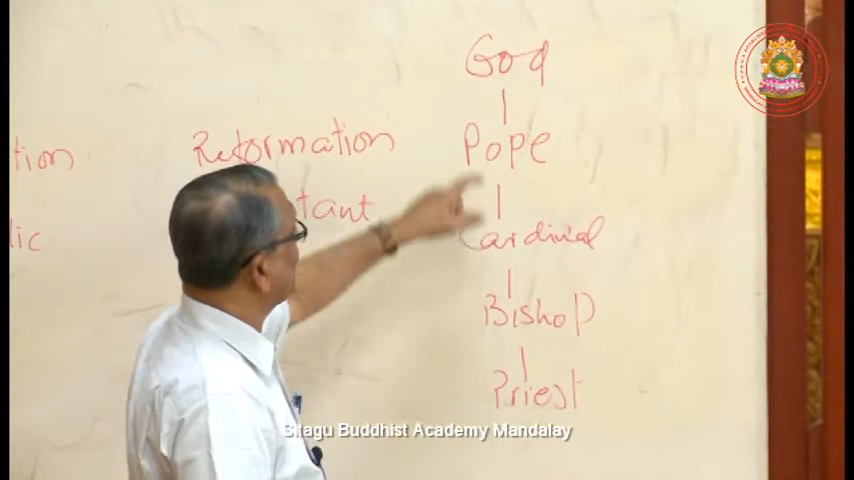 God
Pope
Reformation
tion
tant
lic
Cardinal
Bishop
Priest
Sitagu Buddhist Academy Mandalay